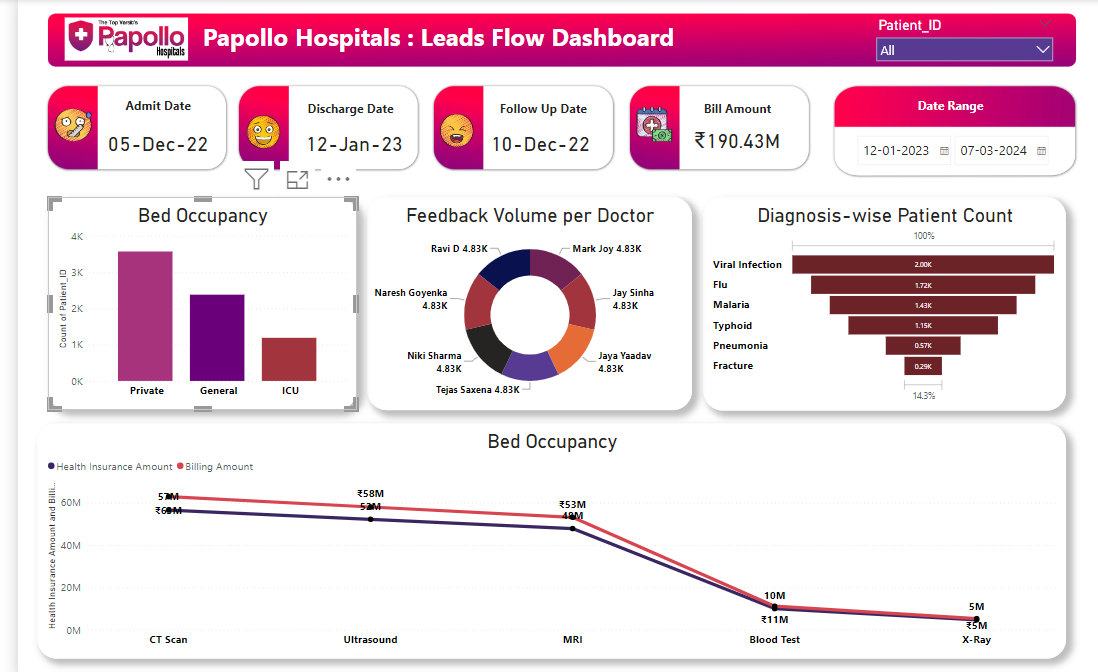 The Top Varsit's
Papollo
Hospitals
Papollo Hospitals : Leads Flow Dashboard
Patient_ID
All
Admit Date
05-Dec-22
Discharge Date
12-Jan-23
Follow Up Date
10-Dec-22
Bill Amount
₹190.43M
Date Range
12-01-2023
07-03-2024
Bed Occupancy
Count of Patient_ID
4K
3K
2K
1K
0K
Private
General
ICU
Feedback Volume per Doctor
Ravi D 4.83K
Mark Joy 4.83K
Naresh Goyenka
4.83K
Jay Sinha
4.83K
Niki Sharma
4.83K
Jaya Yaadav
4.83K
Tejas Saxena 4.83K
Diagnosis-wise Patient Count
100%
Viral Infection 2.00K
Flu 1.72K
Malaria 1.43K
Typhoid 1.15K
Pneumonia 0.57K
Fracture 0.29K
14.3%
Bed Occupancy
Health Insurance Amount Billing Amount
Health Insurance Amount and Billi...
60M
40M
20M
0M
57M
₹63M
₹58M
52M
₹53M
48M
10M
₹11M
5M
₹5M
CT Scan
Ultrasound
MRI
Blood Test
X-Ray